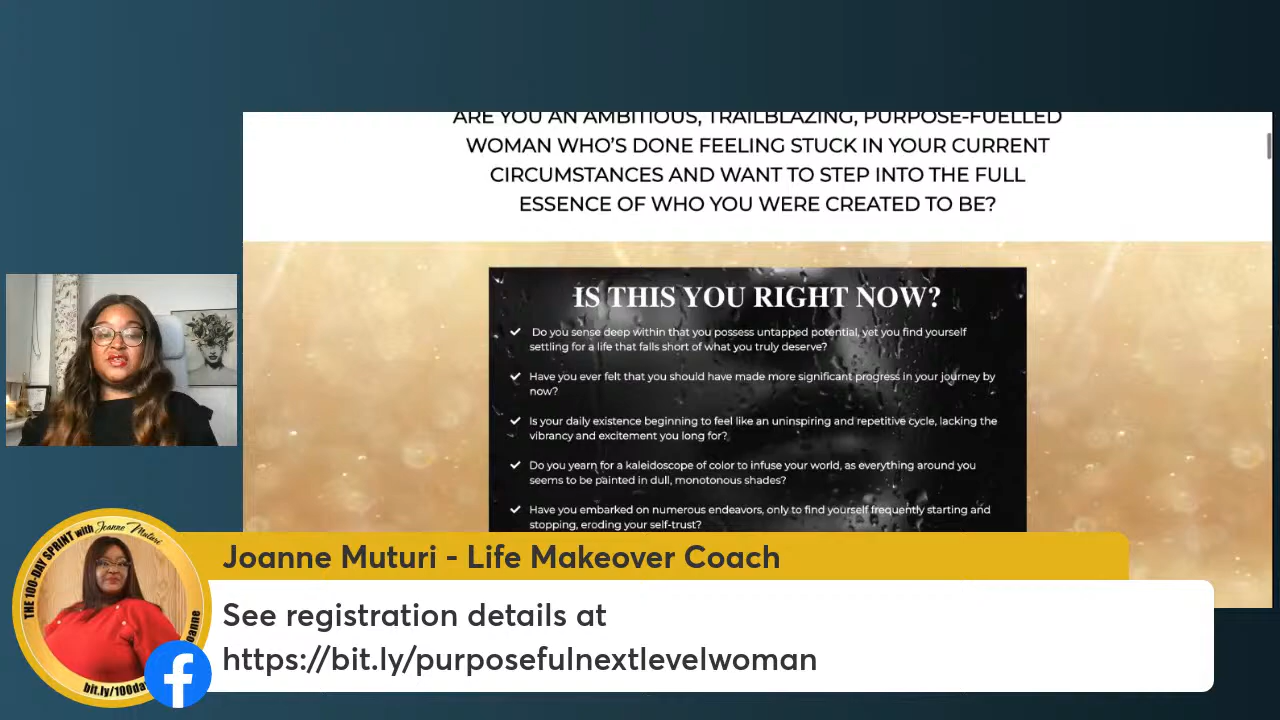 ARE YOU AN AMBITIOUS, TRAILBLAZING, PURPOSE-FUELLED
WOMAN WHO'S DONE FEELING STUCK IN YOUR CURRENT
CIRCUMSTANCES AND WANT TO STEP INTO THE FULL
ESSENCE OF WHO YOU WERE CREATED TO BE?
IS THIS YOU RIGHT NOW?
Do you sense deep within that you possess untapped potential, yet you find yourself
settling for a life that falls short of what you truly deserve?
Have you ever felt that you should have made more significant progress in your journey by
now?
Is your daily existence beginning to feel like an uninspiring and repetitive cycle, lacking the
vibrancy and excitement you long for?
Do you yearn for a kaleidoscope of color to infuse your world, as everything around you
seems to be painted in dull, monotonous shades?
Have you embarked on numerous endeavors, only to find yourself frequently starting and
stopping, eroding your self-trust?
THE 100-DAY SPRINT with Joanne Muturi
bit.ly/100da
oanne
Joanne Muturi - Life Makeover Coach
See registration details at
https://bit.ly/purposefulnextlevelwoman